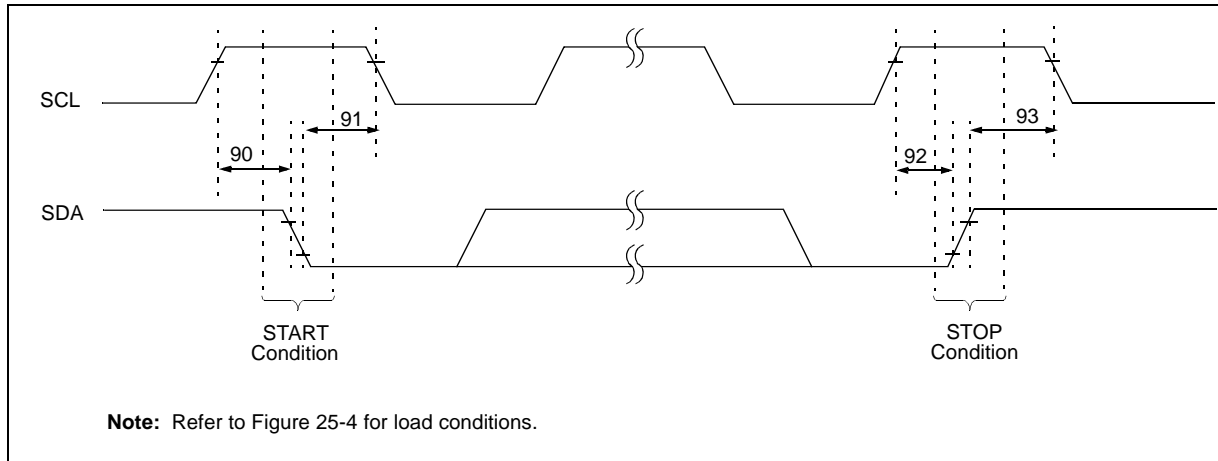 SCL
91
93
90
92
SDA
START
Condition
STOP
Condition
Note: Refer to Figure 25-4 for load conditions.